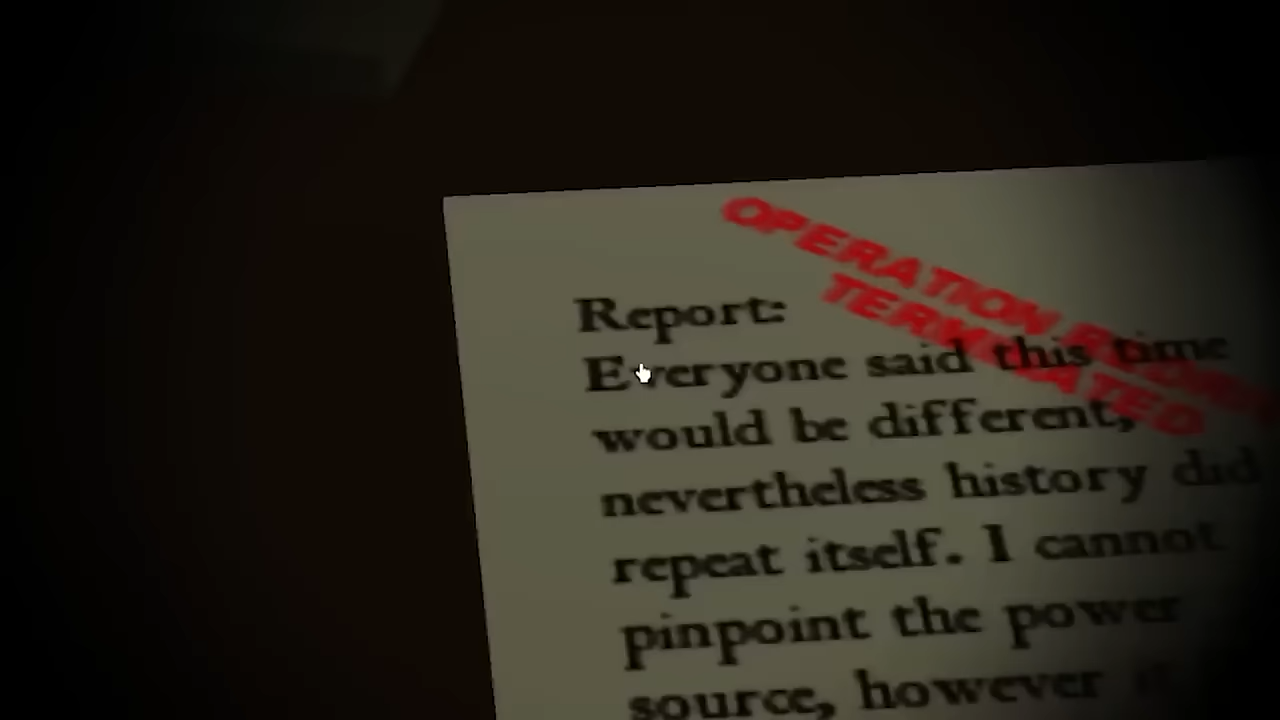 OPERATION
TERMINATED
Report:
Everyone said this time
would be different,
nevertheless history did
repeat itself. I cannot
pinpoint the power
source, however